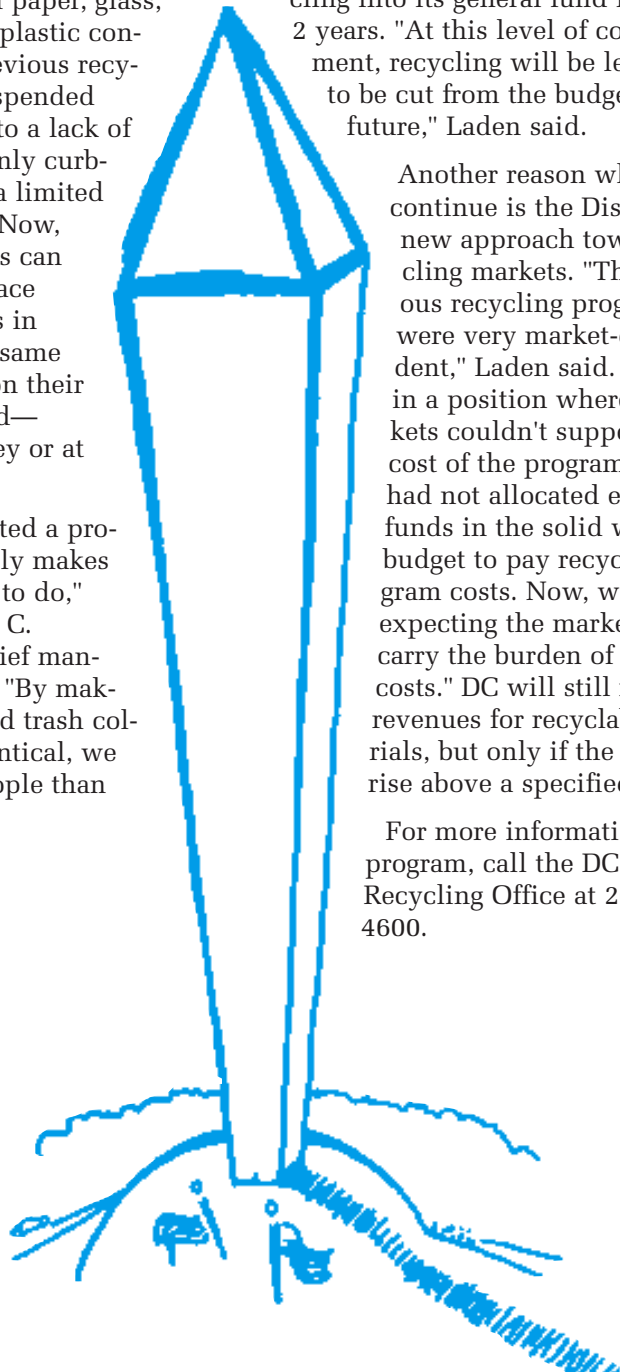 paper, glass,
plastic con-
evious recy-
spended
to a lack of
nly curb-
a limited
Now,
s can
ace
s in
same
on their
d—
ey or at
ted a pro-
ly makes
to do,"
C.
ief man-
"By mak-
d trash col-
ntical, we
ople than
cling into its general fund
2 years. "At this level of co
ment, recycling will be le
to be cut from the budge
future," Laden said.
Another reason wh
continue is the Dis
new approach tow
cling markets. "Th
ous recycling prog
were very market-
dent," Laden said.
in a position where
kets couldn't suppo
cost of the program
had not allocated e
funds in the solid w
budget to pay recyc
gram costs. Now, w
expecting the marke
carry the burden of
costs." DC will still
revenues for recyclab
rials, but only if the
rise above a specified
For more informati
program, call the DC
Recycling Office at 2
4600.